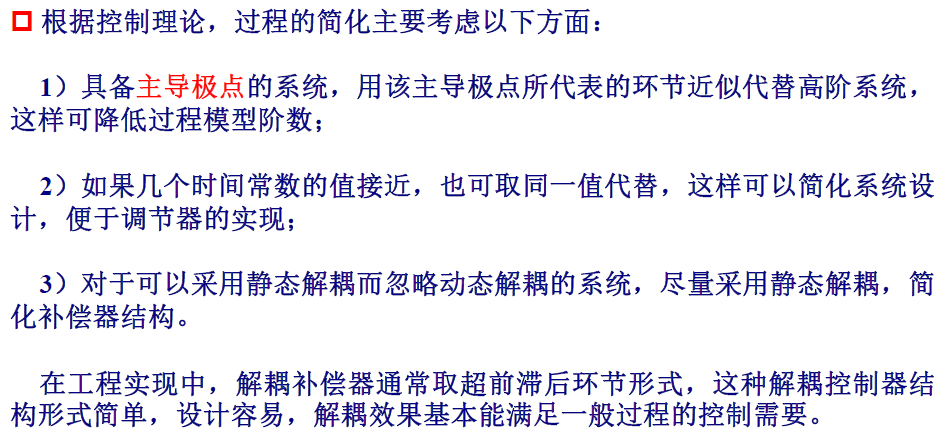 根据控制理论，过程的简化主要考虑以下方面：
1）具备主导极点的系统，用该主导极点所代表的环节近似代替高阶系统，
这样可降低过程模型阶数；
2）如果几个时间常数的值接近，也可取同一值代替，这样可以简化系统设
计，便于调节器的实现；
3）对于可以采用静态解耦而忽略动态解耦的系统，尽量采用静态解耦，简
化补偿器结构。
在工程实现中，解耦补偿器通常取超前滞后环节形式，这种解耦控制器结
构形式简单，设计容易，解耦效果基本能满足一般过程的控制需要。